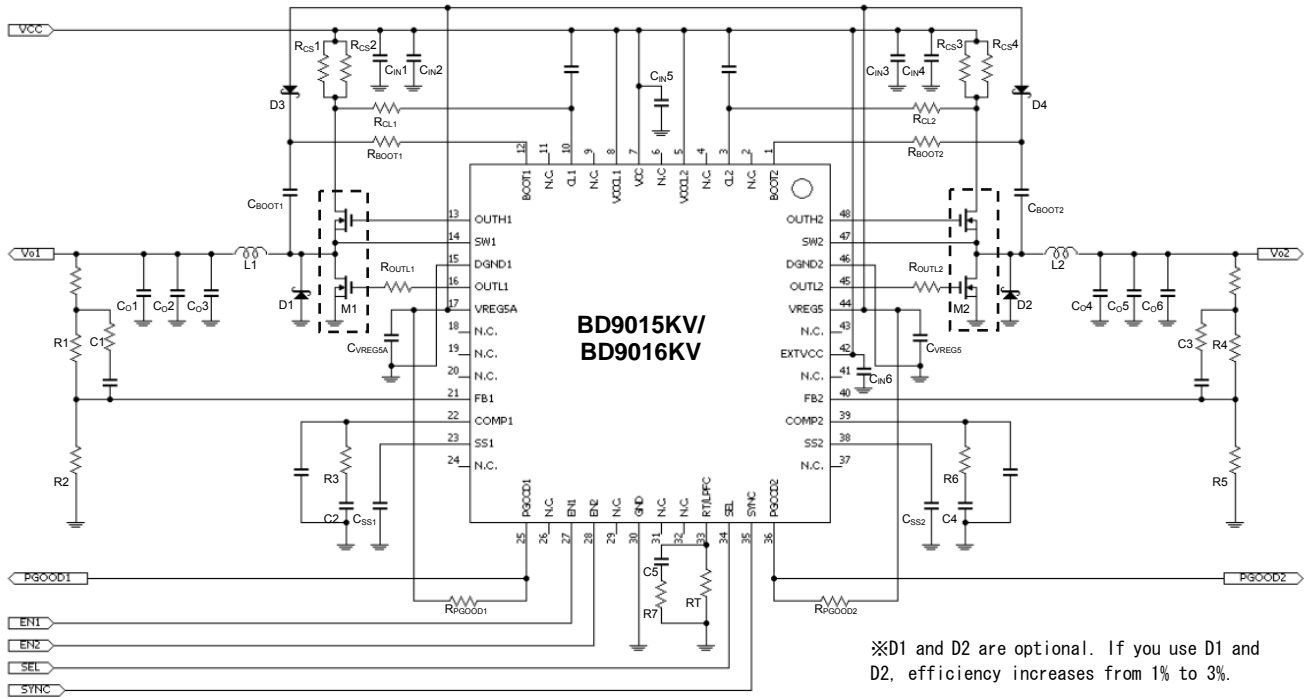 VCC
RCS1
RCS2
CIN1
CIN2
CIN5
CIN3
CIN4
RCS3
RCS4
D3
D4
RCL1
RCL2
RBOOT1
RBOOT2
12
11
10
9
8
7
6
5
4
3
2
1
BOOT1
N.C.
CL1
N.C.
VCCCL1
VCC
N.C
VCCCL2
N.C.
CL2
N.C.
BOOT2
CBOOT1
CBOOT2
13
OUTH1
OUTH2
48
14
SW1
SW2
47
Vo1
L1
L2
Vo2
15
DGND1
DGND2
46
ROUTL1
ROUTL2
16
OUTL1
OUTL2
45
CO1
CO2
CO3
D1
M1
M2
D2
CO4
CO5
CO6
17
VREG5A
VREG5
44
BD9015KV/
BD9016KV
18
N.C.
N.C.
43
R1
C1
CVREG5A
CVREG5
C3
R4
19
N.C.
EXTVCC
42
20
N.C.
N.C.
41
CIN6
21
FB1
FB2
40
22
COMP1
COMP2
39
23
SS1
SS2
38
24
N.C.
N.C.
37
R2
R3
R6
R5
C2
CSS1
CSS2
C4
PGOOD1
N.C.
EN1
EN2
N.C.
GND
N.C.
N.C.
RT/LPFC
SEL
SYNC
PGOOD2
25
26
27
28
29
30
31
32
33
34
35
36
C5
R7
RT
PGOOD1
PGOOD2
RPGOOD1
RPGOOD2
EN1
EN2
SEL
SYNC
※D1 and D2 are optional. If you use D1 and
D2, efficiency increases from 1% to 3%.